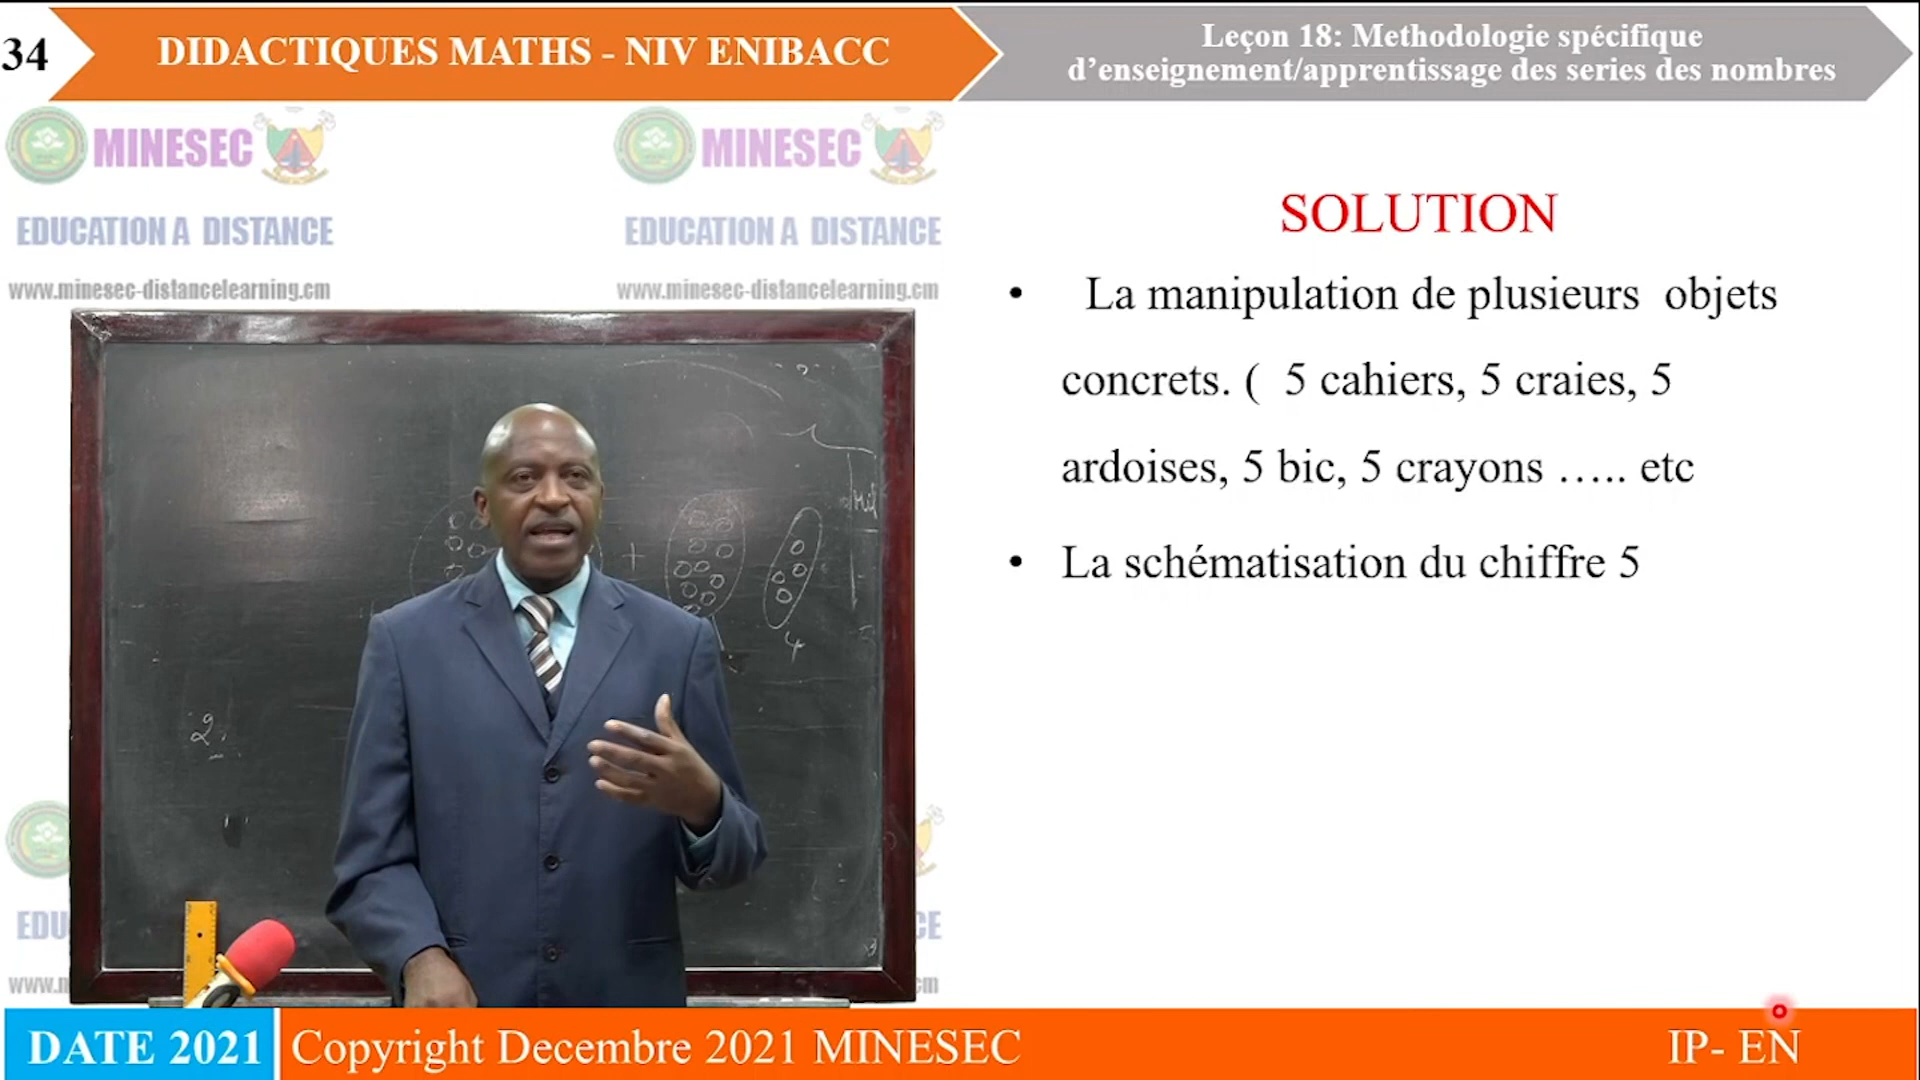 34
DIDACTIQUES MATHS - NIV ENIBACC
Leçon 18: Methodologie spécifique
d’enseignement/apprentissage des series des nombres
MINESEC
MINESEC
EDUCATION A DISTANCE
EDUCATION A DISTANCE
www.minesec-distancelearning.cm
www.minesec-distancelearning.cm
SOLUTION
• La manipulation de plusieurs objets
concrets. ( 5 cahiers, 5 craies, 5
ardoises, 5 bic, 5 crayons ….. etc
• La schématisation du chiffre 5
+
4
2
DATE 2021
Copyright Decembre 2021 MINESEC
IP- EN